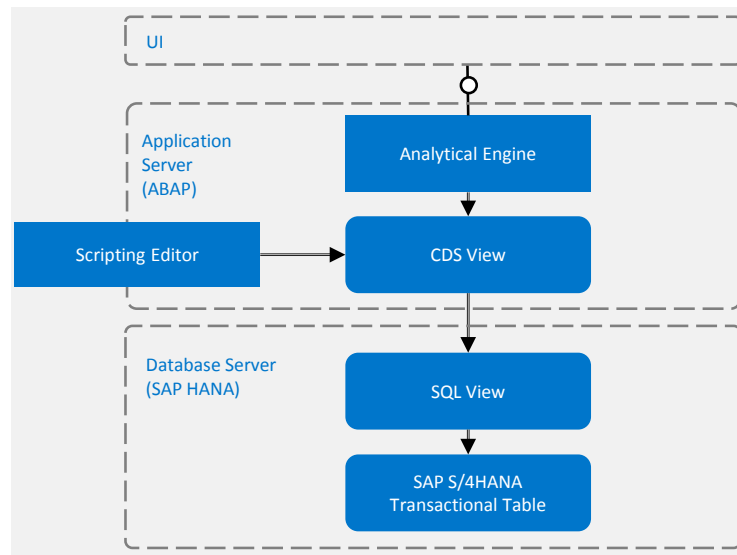 UI
Application
Server
(ABAP)
Analytical Engine
Scripting Editor
CDS View
Database Server
(SAP HANA)
SQL View
SAP S/4HANA
Transactional Table